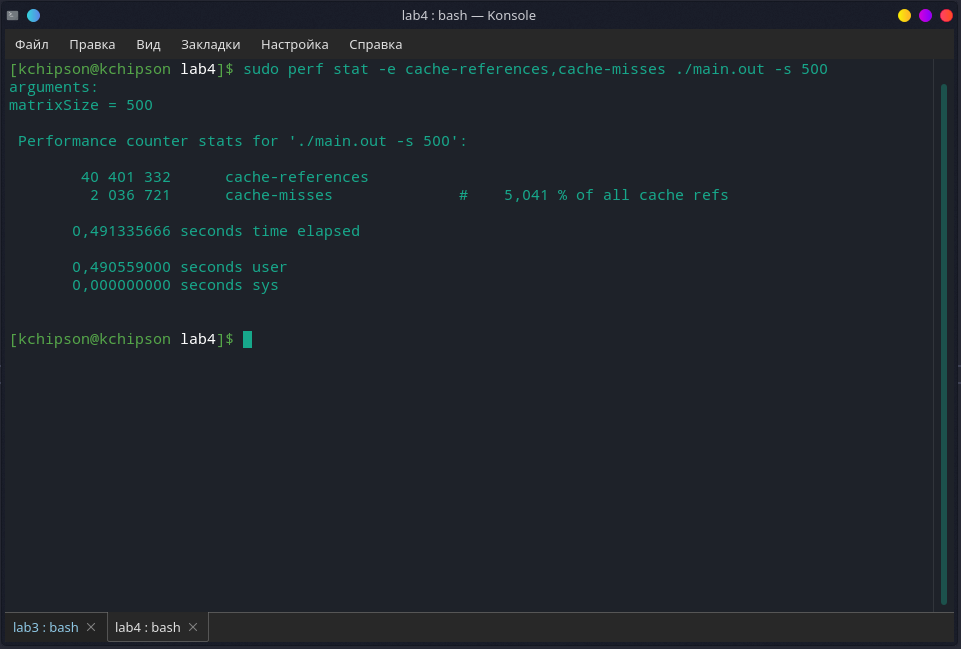 lab4 : bash — Konsole
Файл Правка Вид Закладки Настройка Справка
[kchipson@kchipson lab4]$ sudo perf stat -e cache-references,cache-misses ./main.out -s 500
arguments:
matrixSize = 500
Performance counter stats for './main.out -s 500':
40 401 332 cache-references
2 036 721 cache-misses # 5,041 % of all cache refs
0,491335666 seconds time elapsed
0,490559000 seconds user
0,000000000 seconds sys
[kchipson@kchipson lab4]$
lab3 : bash lab4 : bash